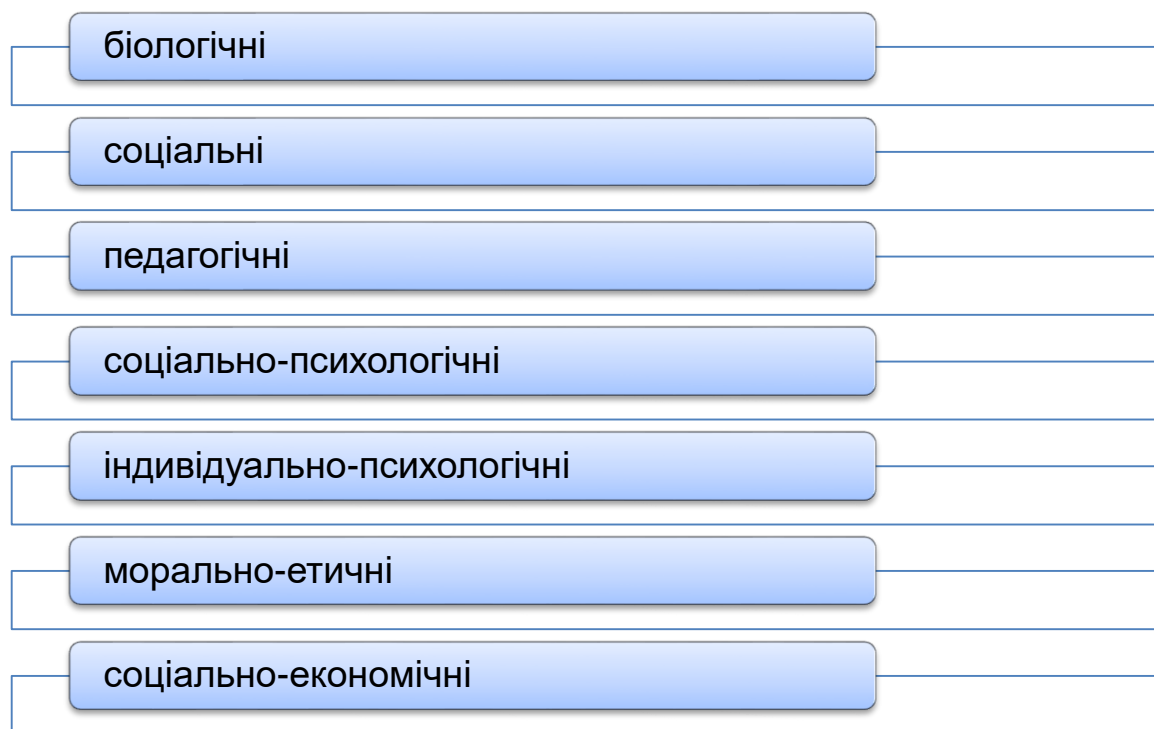 біологічні
соціальні
педагогічні
соціально-психологічні
індивідуально-психологічні
морально-етичні
соціально-економічні